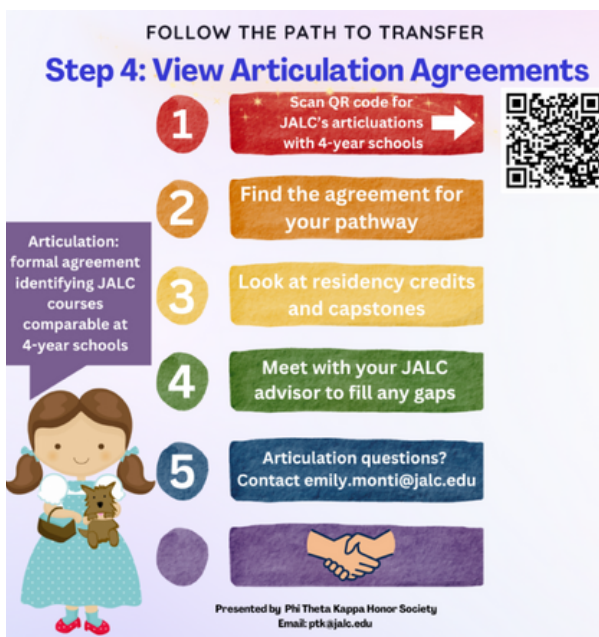 FOLLOW THE PATH TO TRANSFER
Step 4: View Articulation Agreements
1
Scan QR code for
JALC's articluations
with 4-year schools
2
Find the agreement for
your pathway
Articulation:
formal agreement
identifying JALC
courses
comparable at
4-year schools
3
Look at residency credits
and capstones
4
Meet with your JALC
advisor to fill any gaps
5
Articulation questions?
Contact emily.monti@jalc.edu
Presented by Phi Theta Kappa Honor Society
Email: ptk@jalc.edu